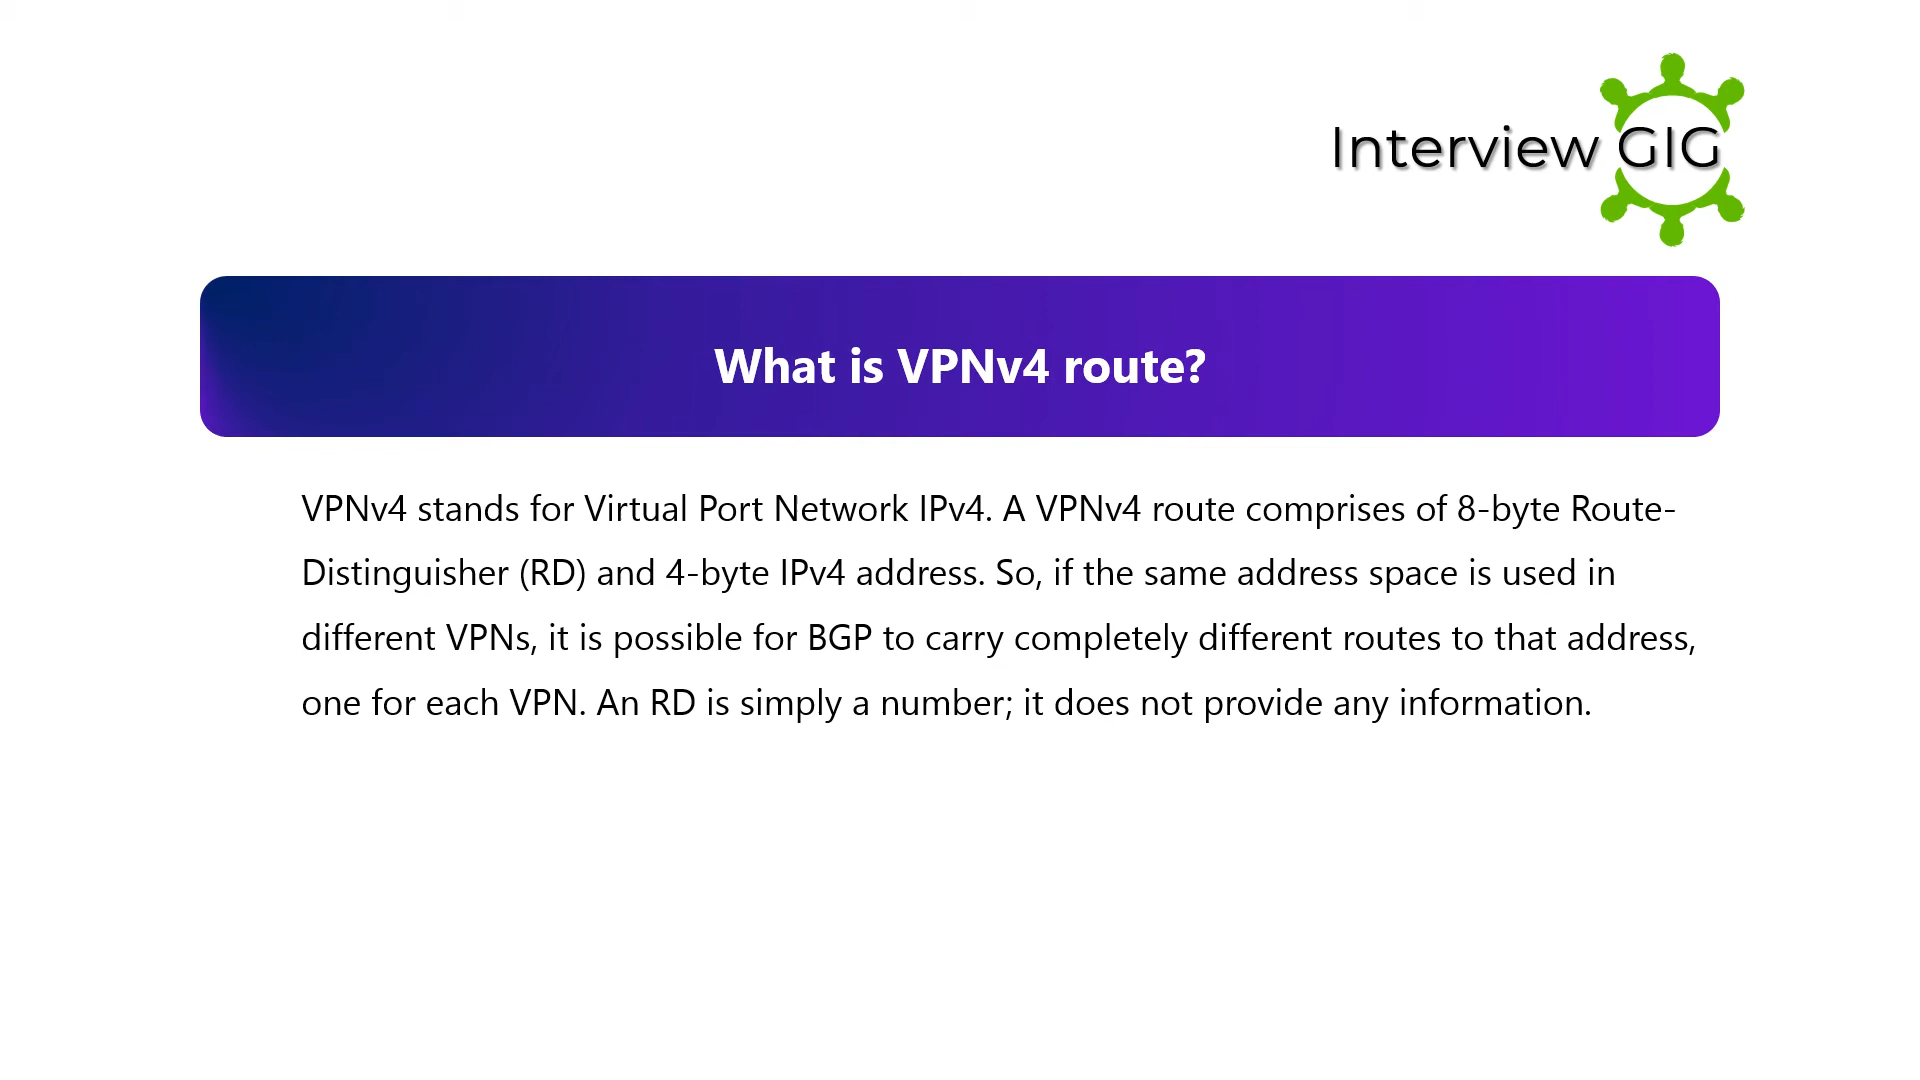 Interview GIG
What is VPNv4 route?
VPNv4 stands for Virtual Port Network IPv4. A VPNv4 route comprises of 8-byte Route-
Distinguisher (RD) and 4-byte IPv4 address. So, if the same address space is used in
different VPNs, it is possible for BGP to carry completely different routes to that address,
one for each VPN. An RD is simply a number; it does not provide any information.